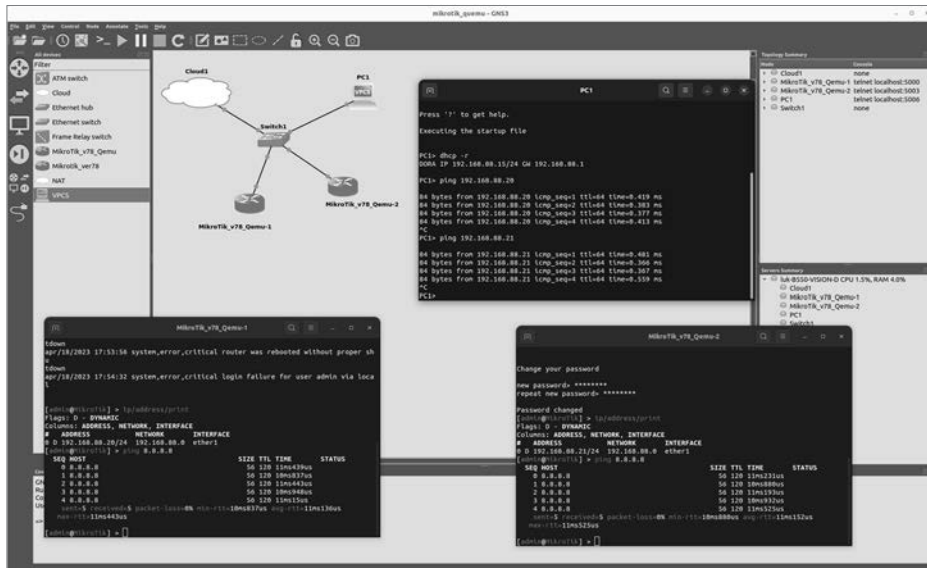 mikrotik_quemu - GNS3
File Edit View Control Node Annotate Tools Help
All devices
Filter
ATM switch
Cloud
Ethernet hub
Ethernet switch
Frame Relay switch
MikroTik_v78_Qemu
Mikrotik_ver78
NAT
VPCS
Cloud1
PC1
VPCS
Switch1
MikroTik_v78_Qemu-1
MikroTik_v78_Qemu-2
Topology Summary
Node Console
Cloud1 none
MikroTik_v78_Qemu-1 telnet localhost:5000
MikroTik_v78_Qemu-2 telnet localhost:5003
PC1 telnet localhost:5006
Switch1 none
PC1
Press '?' to get help.
Executing the startup file
PC1> dhcp -r
DORA IP 192.168.88.15/24 GW 192.168.88.1
PC1> ping 192.168.88.20
84 bytes from 192.168.88.20 icmp_seq=1 ttl=64 time=0.419 ms
84 bytes from 192.168.88.20 icmp_seq=2 ttl=64 time=0.383 ms
84 bytes from 192.168.88.20 icmp_seq=3 ttl=64 time=0.377 ms
84 bytes from 192.168.88.20 icmp_seq=4 ttl=64 time=0.413 ms
^C
PC1> ping 192.168.88.21
84 bytes from 192.168.88.21 icmp_seq=1 ttl=64 time=0.481 ms
84 bytes from 192.168.88.21 icmp_seq=2 ttl=64 time=0.366 ms
84 bytes from 192.168.88.21 icmp_seq=3 ttl=64 time=0.367 ms
84 bytes from 192.168.88.21 icmp_seq=4 ttl=64 time=0.559 ms
^C
PC1>
Servers Summary
luk-B550-VISION-D CPU 1.5%, RAM 4.0%
Cloud1
MikroTik_v78_Qemu-1
MikroTik_v78_Qemu-2
PC1
Switch1
MikroTik_v78_Qemu-1
tdown
apr/18/2023 17:53:56 system,error,critical router was rebooted without proper sh
u
tdown
apr/18/2023 17:54:32 system,error,critical login failure for user admin via loca
l
[admin@MikroTik] > ip/address/print
Flags: D - DYNAMIC
Columns: ADDRESS, NETWORK, INTERFACE
# ADDRESS NETWORK INTERFACE
0 D 192.168.88.20/24 192.168.88.0 ether1
[admin@MikroTik] > ping 8.8.8.8
SEQ HOST SIZE TTL TIME STATUS
0 8.8.8.8 56 120 11ms439us
1 8.8.8.8 56 120 10ms837us
2 8.8.8.8 56 120 11ms443us
3 8.8.8.8 56 120 10ms948us
4 8.8.8.8 56 120 11ms15us
sent=5 received=5 packet-loss=0% min-rtt=10ms837us avg-rtt=11ms136us
max-rtt=11ms443us
[admin@MikroTik] >
MikroTik_v78_Qemu-2
Change your password
new password> ********
repeat new password> ********
Password changed
[admin@MikroTik] > ip/address/print
Flags: D - DYNAMIC
Columns: ADDRESS, NETWORK, INTERFACE
# ADDRESS NETWORK INTERFACE
0 D 192.168.88.21/24 192.168.88.0 ether1
[admin@MikroTik] > ping 8.8.8.8
SEQ HOST SIZE TTL TIME STATUS
0 8.8.8.8 56 120 11ms231us
1 8.8.8.8 56 120 10ms880us
2 8.8.8.8 56 120 11ms193us
3 8.8.8.8 56 120 10ms932us
4 8.8.8.8 56 120 11ms525us
sent=5 received=5 packet-loss=0% min-rtt=10ms880us avg-rtt=11ms152us
max-rtt=11ms525us
[admin@MikroTik] >